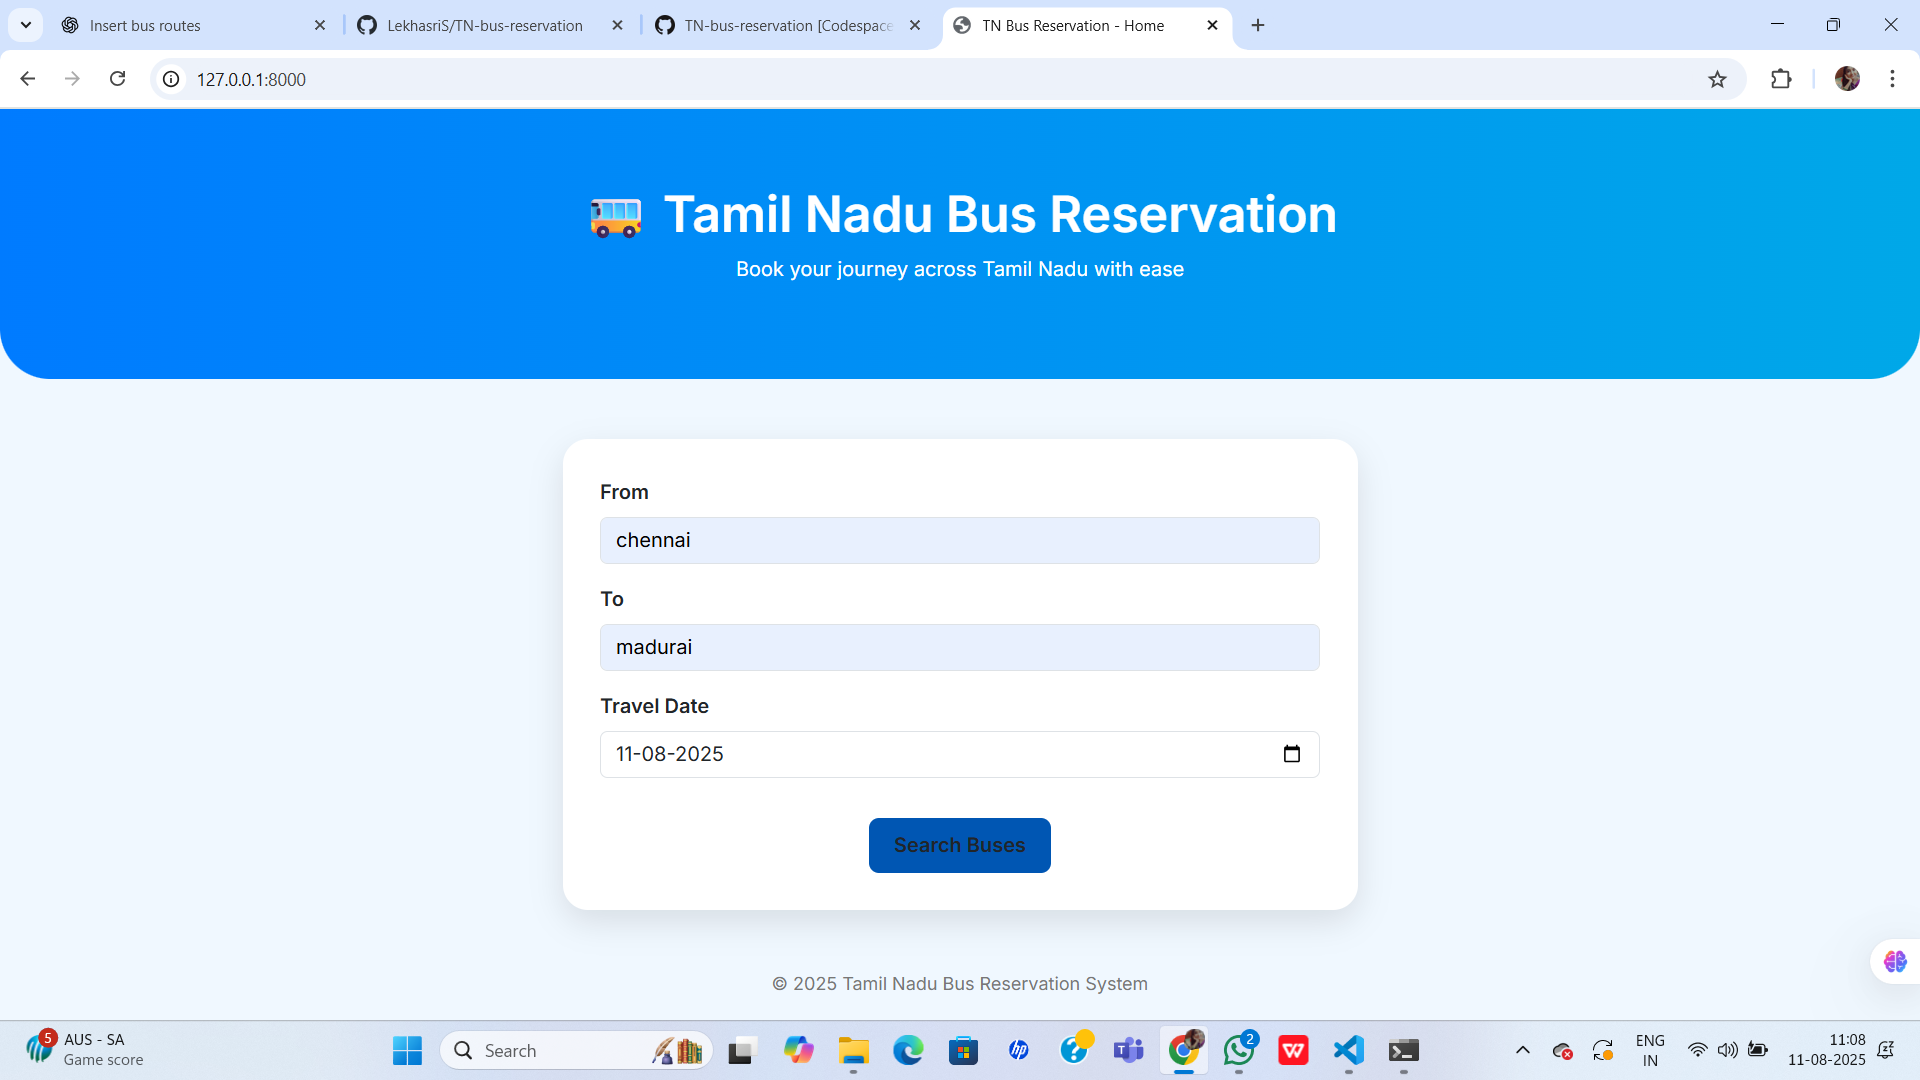 Insert bus routes
LekhasriS/TN-bus-reservation
TN-bus-reservation [Codespace
TN Bus Reservation - Home
127.0.0.1:8000
Tamil Nadu Bus Reservation
Book your journey across Tamil Nadu with ease
From
chennai
To
madurai
Travel Date
11-08-2025
Search Buses
© 2025 Tamil Nadu Bus Reservation System
5
AUS - SA
Game score
Search
hp
T
2
W
ENG
IN
11:08
11-08-2025